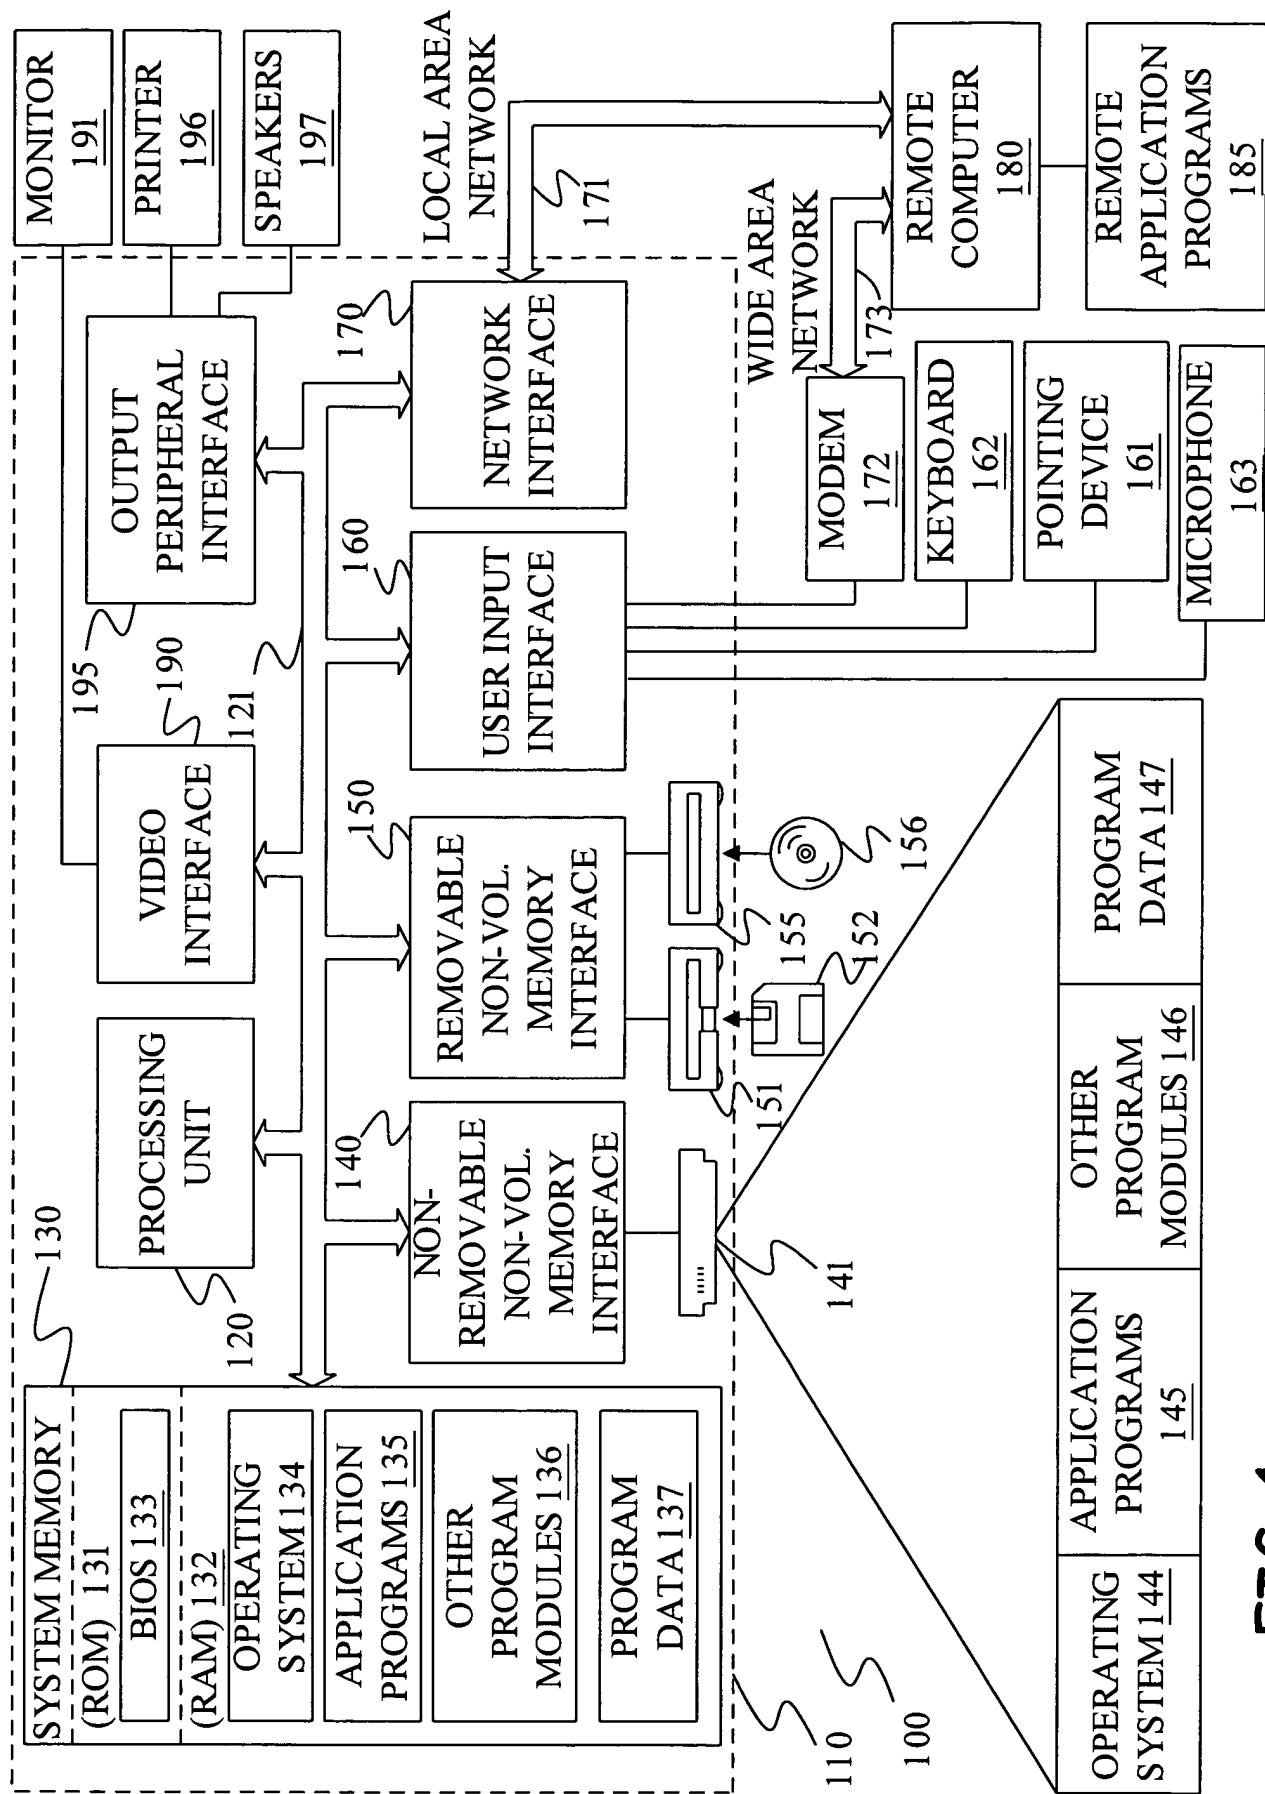 SYSTEM MEMORY
130
(ROM) 131
BIOS 133
(RAM) 132
OPERATING
SYSTEM 134
APPLICATION
PROGRAMS 135
OTHER
PROGRAM
MODULES 136
PROGRAM
DATA 137
PROCESSING
UNIT
120
VIDEO
INTERFACE
190
121
OUTPUT
PERIPHERAL
INTERFACE
195
MONITOR
191
PRINTER
196
SPEAKERS
197
NON-
REMOVABLE
NON-VOL.
MEMORY
INTERFACE
140
REMOVABLE
NON-VOL.
MEMORY
INTERFACE
150
USER INPUT
INTERFACE
160
NETWORK
INTERFACE
170
LOCAL AREA
NETWORK
171
141
151
152
155
156
WIDE AREA
NETWORK
173
MODEM
172
KEYBOARD
162
POINTING
DEVICE
161
MICROPHONE
163
REMOTE
COMPUTER
180
REMOTE
APPLICATION
PROGRAMS
185
110
100
OPERATING
SYSTEM 144
APPLICATION
PROGRAMS
145
OTHER
PROGRAM
MODULES 146
PROGRAM
DATA 147